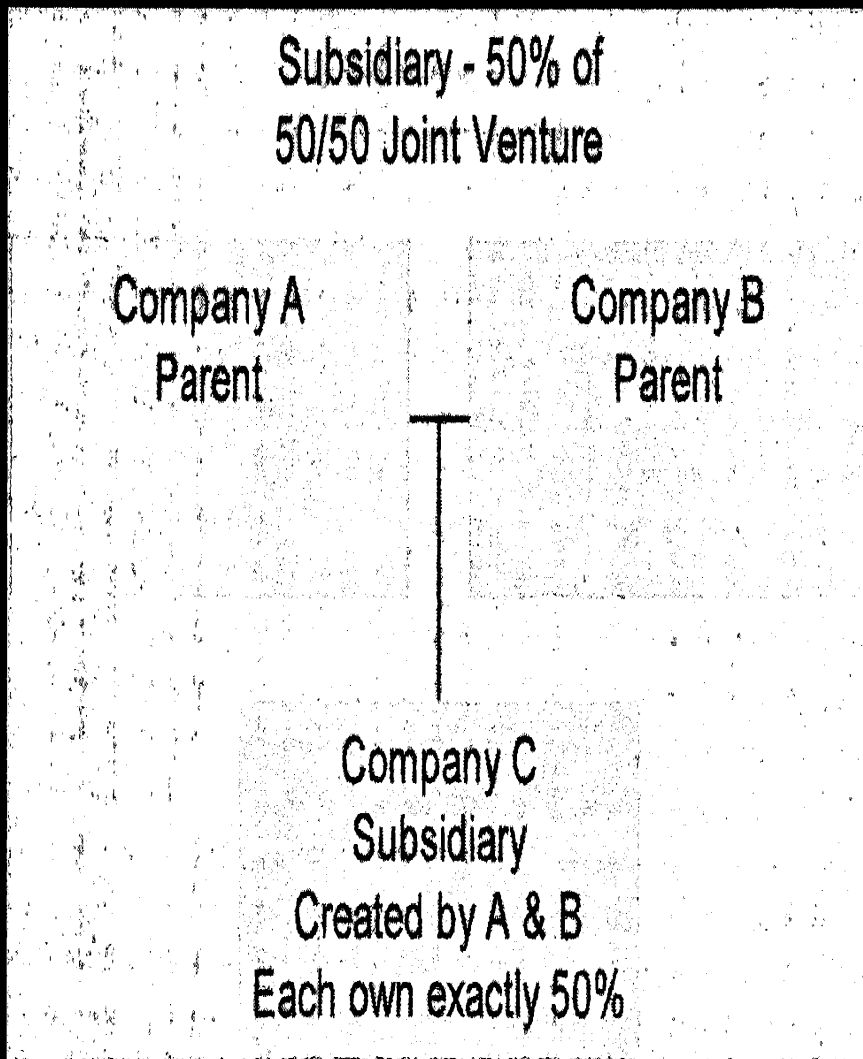 Subsidiary - 50% of
50/50 Joint Venture
Company A
Parent
Company B
Parent
Company C
Subsidiary
Created by A & B
Each own exactly 50%